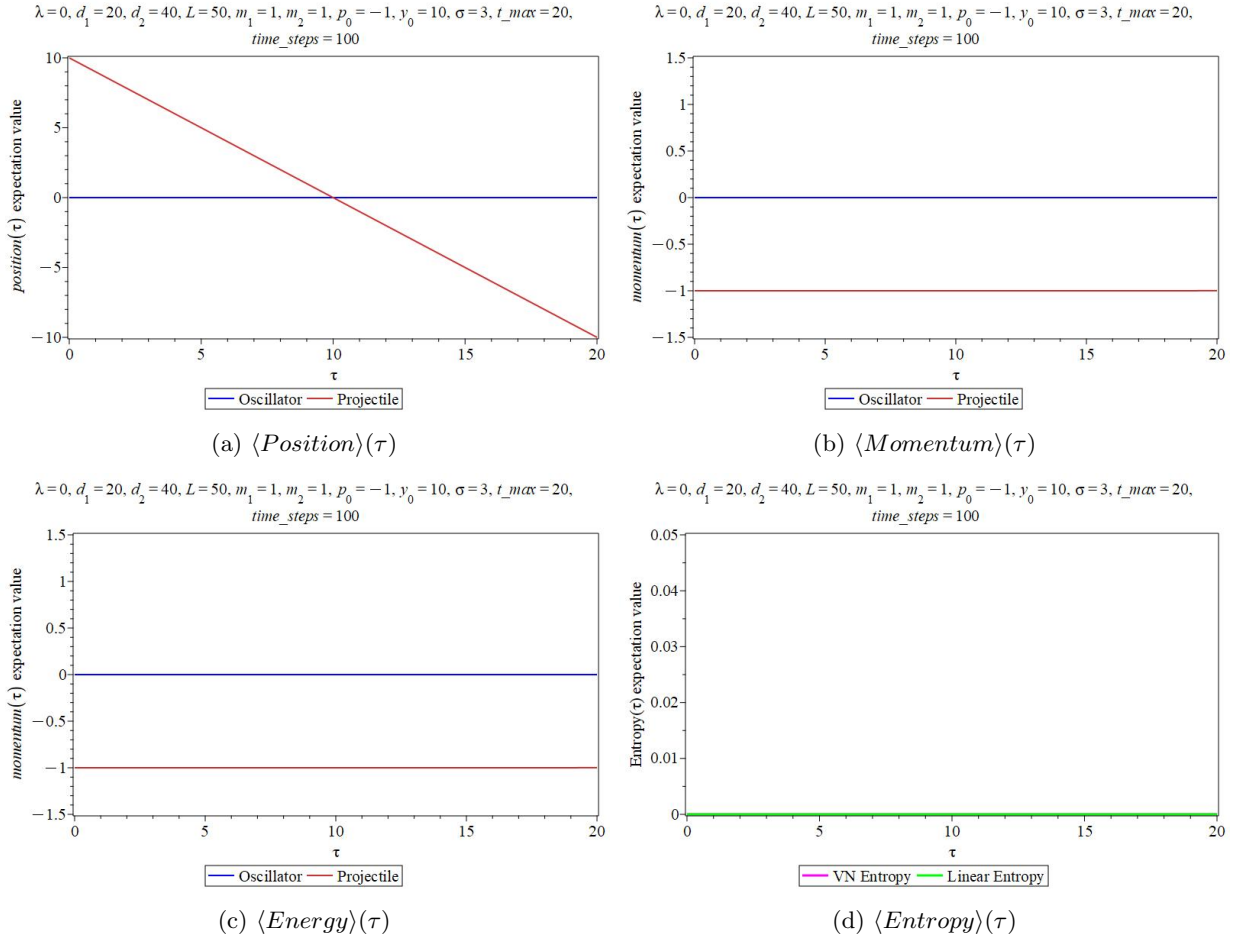 λ=0, d₁=20, d₂=40, L=50, m₁=1, m₂=1, p₀=−1, y₀=10, σ=3, t_max=20,
time_steps=100
position(τ) expectation value
10
5
0
−5
−10
0 5 10 15 20
τ
Oscillator Projectile
(a) ⟨Position⟩(τ)
λ=0, d₁=20, d₂=40, L=50, m₁=1, m₂=1, p₀=−1, y₀=10, σ=3, t_max=20,
time_steps=100
momentum(τ) expectation value
1.5
1
0.5
0
−0.5
−1
−1.5
0 5 10 15 20
τ
Oscillator Projectile
(b) ⟨Momentum⟩(τ)
λ=0, d₁=20, d₂=40, L=50, m₁=1, m₂=1, p₀=−1, y₀=10, σ=3, t_max=20,
time_steps=100
momentum(τ) expectation value
1.5
1
0.5
0
−0.5
−1
−1.5
0 5 10 15 20
τ
Oscillator Projectile
(c) ⟨Energy⟩(τ)
λ=0, d₁=20, d₂=40, L=50, m₁=1, m₂=1, p₀=−1, y₀=10, σ=3, t_max=20,
time_steps=100
Entropy(τ) expectation value
0.05
0.04
0.03
0.02
0.01
0
0 5 10 15 20
τ
VN Entropy Linear Entropy
(d) ⟨Entropy⟩(τ)